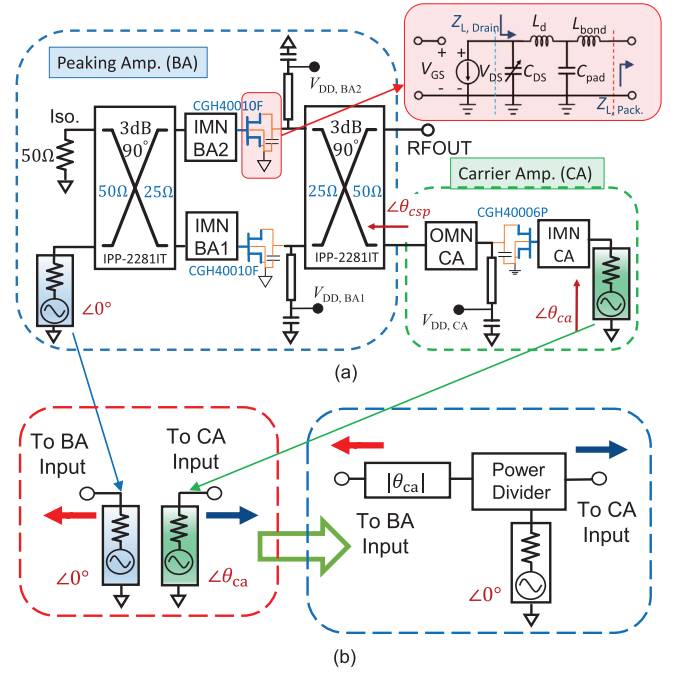 (a)
Peaking Amp. (BA)
Z_L, Drain
L_d
L_bond
+
+
V_GS
V_DS
C_DS
C_pad
-
-
Z_L, Pack.
V_DD, BA2
CGH40010F
Iso.
50Ω
3dB
90°
IMN
BA2
3dB
90°
RFOUT
50Ω
25Ω
25Ω
50Ω
Carrier Amp. (CA)
∠θ_csp
CGH40006P
IMN
BA1
OMN
CA
IMN
CA
IPP-2281IT
CGH40010F
IPP-2281IT
∠0°
V_DD, BA1
V_DD, CA
∠θ_ca
(a)
To BA
Input
To CA
Input
∠0°
∠θ_ca
|θ_ca|
Power
Divider
To BA
Input
To CA
Input
∠0°
(b)